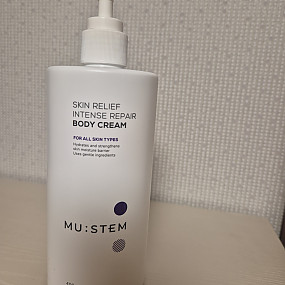 SKIN RELIEF
INTENSE REPAIR
BODY CREAM
FOR ALL SKIN TYPES
Hydrates and strengthens
skin moisture barrier
Uses gentle ingredients
MU:STEM